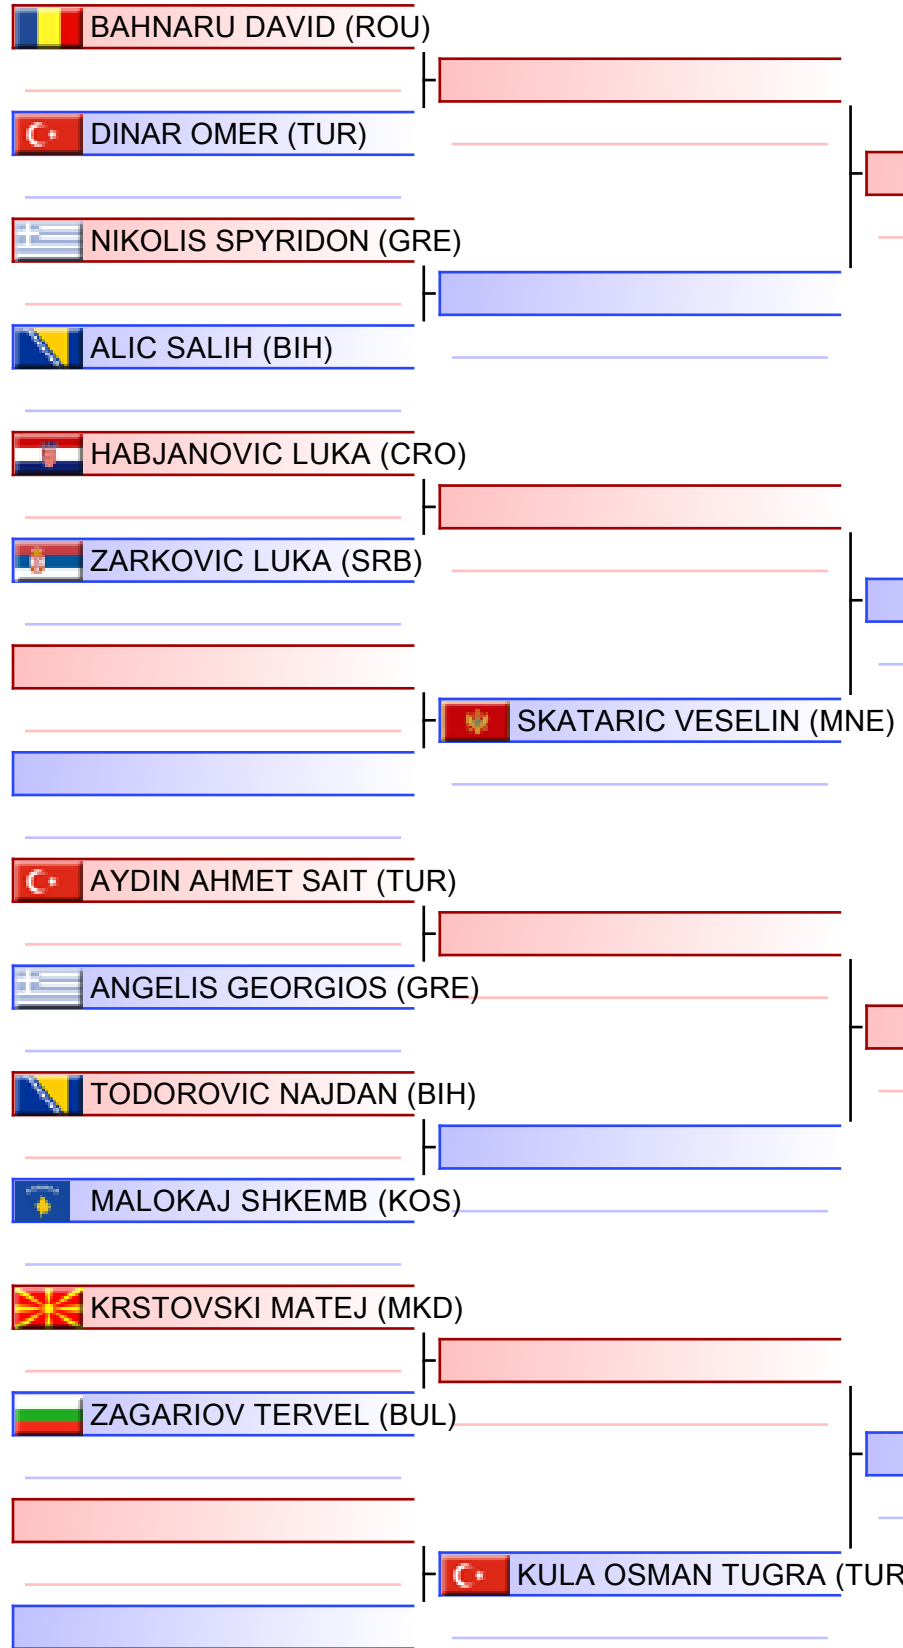 BAHNARU DAVID (ROU)
DINAR OMER (TUR)
NIKOLIS SPYRIDON (GRE)
ALIC SALIH (BIH)
HABJANOVIC LUKA (CRO)
ZARKOVIC LUKA (SRB)
SKATARIC VESELIN (MNE)
AYDIN AHMET SAIT (TUR)
ANGELIS GEORGIOS (GRE)
TODOROVIC NAJDAN (BIH)
MALOKAJ SHKEMB (KOS)
KRSTOVSKI MATEJ (MKD)
ZAGARIOV TERVEL (BUL)
KULA OSMAN TUGRA (TUR